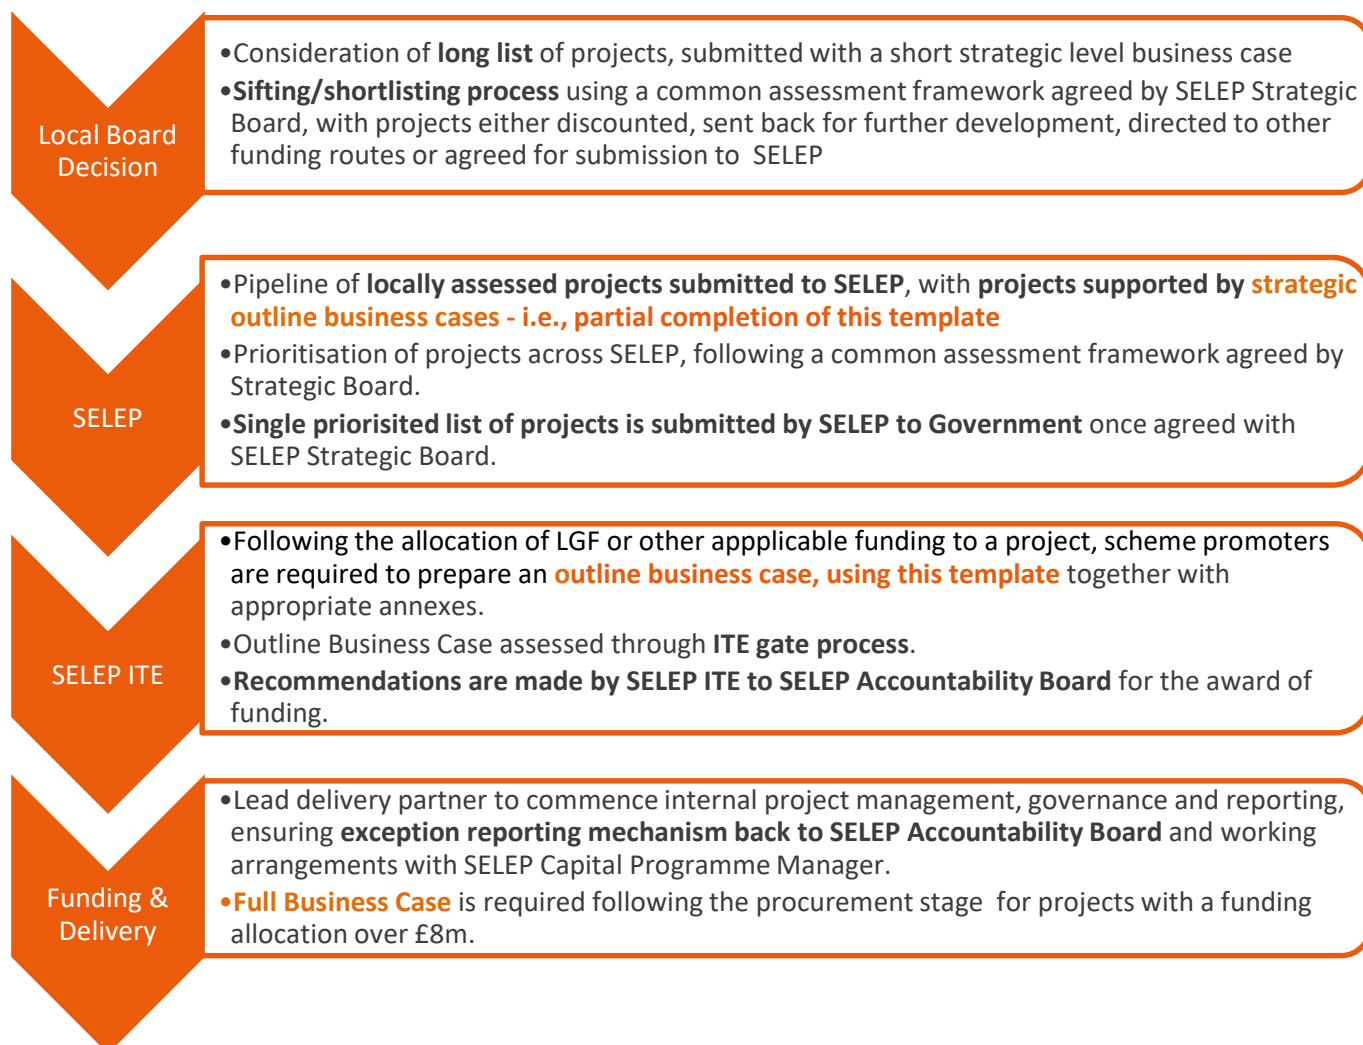 Local Board
Decision
•Consideration of long list of projects, submitted with a short strategic level business case
•Sifting/shortlisting process using a common assessment framework agreed by SELEP Strategic
Board, with projects either discounted, sent back for further development, directed to other
funding routes or agreed for submission to SELEP
SELEP
•Pipeline of locally assessed projects submitted to SELEP, with projects supported by strategic
outline business cases - i.e., partial completion of this template
•Prioritisation of projects across SELEP, following a common assessment framework agreed by
Strategic Board.
•Single priorisited list of projects is submitted by SELEP to Government once agreed with
SELEP Strategic Board.
SELEP ITE
•Following the allocation of LGF or other appplicable funding to a project, scheme promoters
are required to prepare an outline business case, using this template together with
appropriate annexes.
•Outline Business Case assessed through ITE gate process.
•Recommendations are made by SELEP ITE to SELEP Accountability Board for the award of
funding.
Funding &
Delivery
•Lead delivery partner to commence internal project management, governance and reporting,
ensuring exception reporting mechanism back to SELEP Accountability Board and working
arrangements with SELEP Capital Programme Manager.
•Full Business Case is required following the procurement stage for projects with a funding
allocation over £8m.